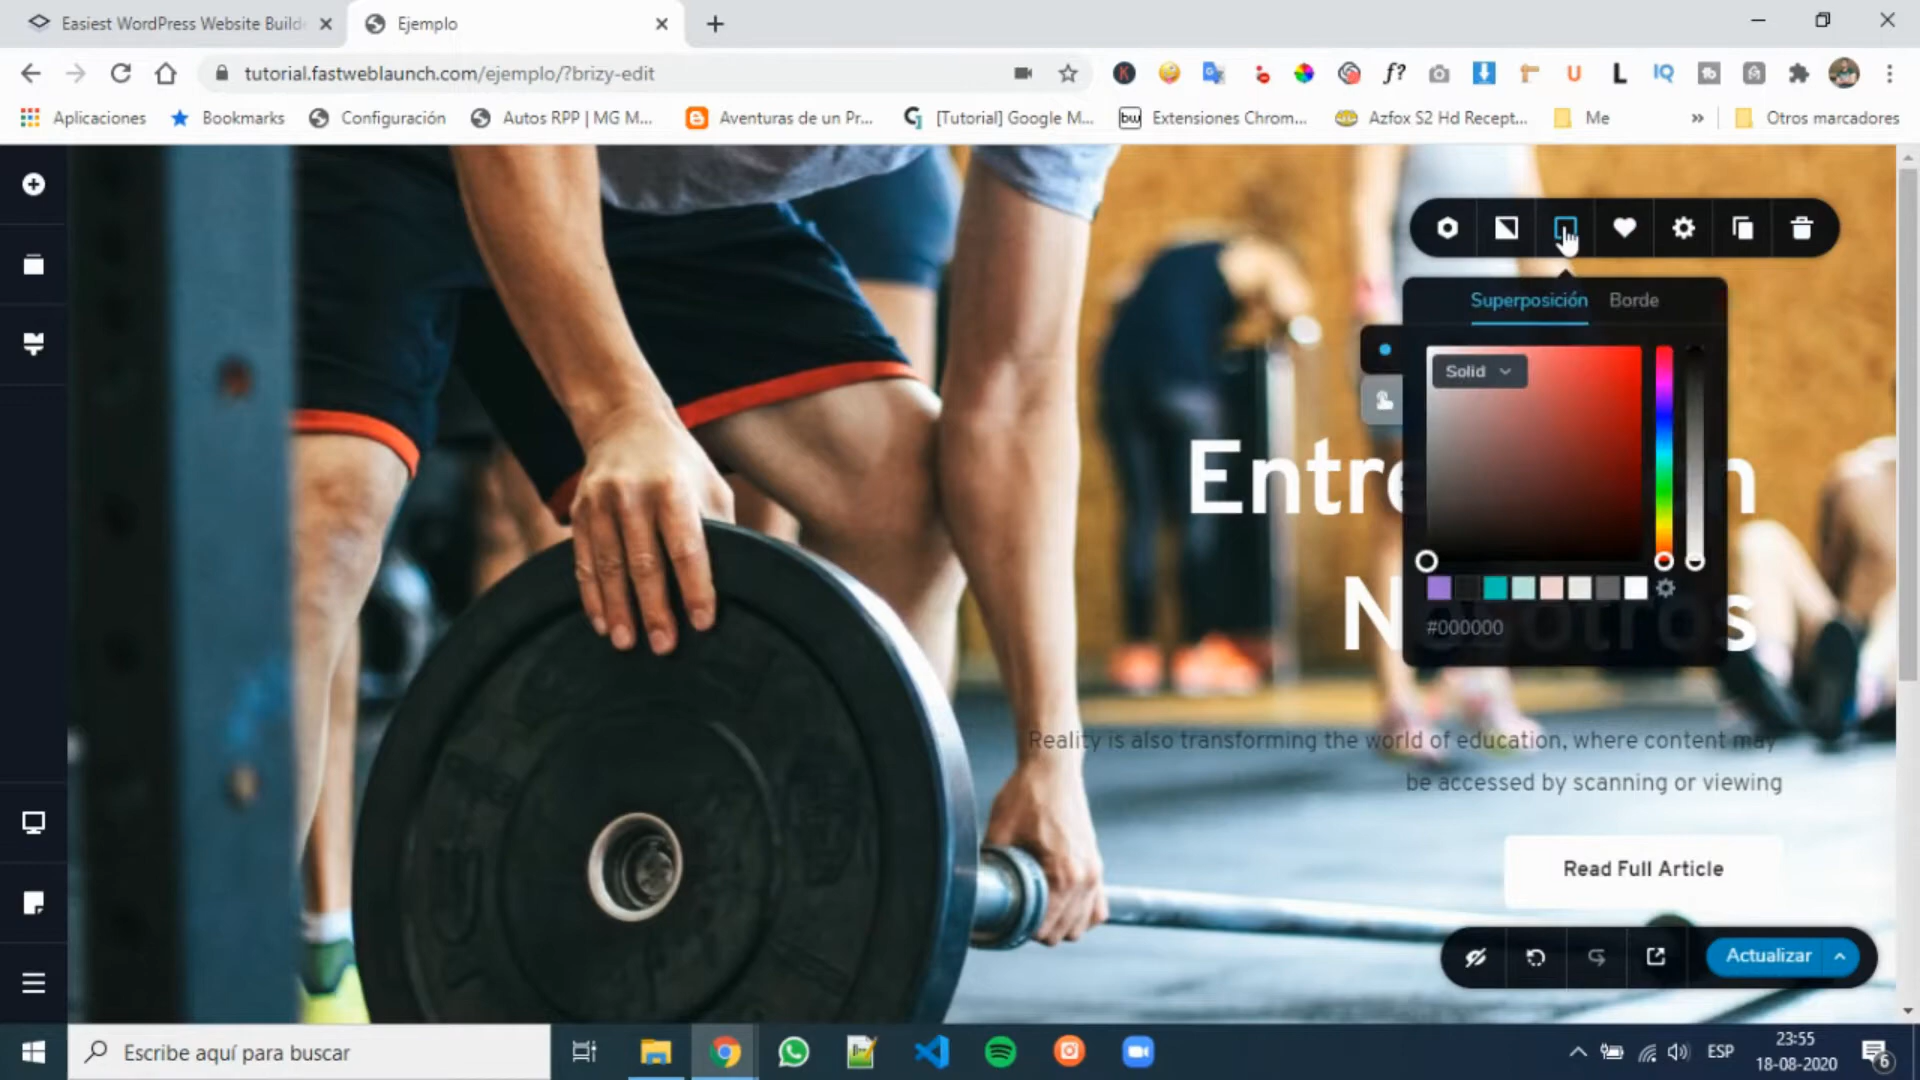 Easiest WordPress Website Build
Ejemplo
tutorial.fastweblaunch.com/ejemplo/?brizy-edit
Aplicaciones
Bookmarks
Configuración
Autos RPP | MG M...
Aventuras de un Pr...
[Tutorial] Google M...
Extensiones Chrom...
Azfox S2 Hd Recept...
Me
»
Otros marcadores
Superposición Borde
Solid
#000000
Reality is also transforming the world of education, where content may
be accessed by scanning or viewing
Read Full Article
Actualizar
Escribe aquí para buscar
ESP
23:55
18-08-2020
6